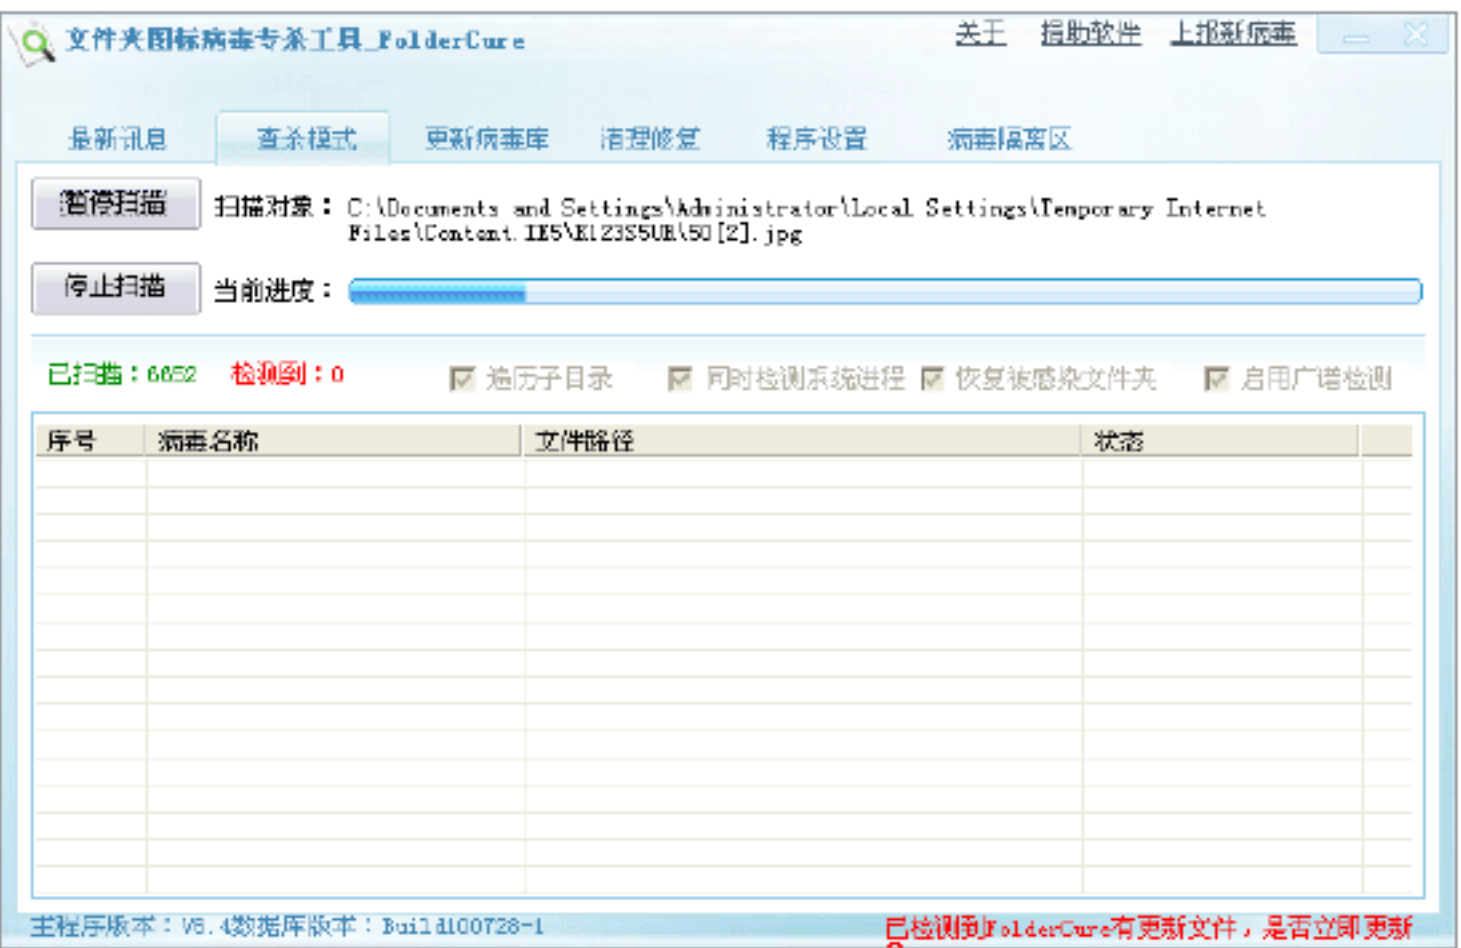 文件夹图标病毒专杀工具_FolderCure
关于 捐助软件 上报新病毒
最新讯息 查杀模式 更新病毒库 清理修复 程序设置 病毒隔离区
暂停扫描 扫描对象： C:\Documents and Settings\Administrator\Local Settings\Temporary Internet
Files\Content.IE5\K123S5UR\50[2].jpg
停止扫描 当前进度：
已扫描：6652 检测到：0 遍历子目录 同时检测系统进程 恢复被感染文件夹 启用广谱检测
序号 病毒名称 文件路径 状态
主程序版本：V6.4数据库版本：Build100728-1
已检测到FolderCure有更新文件，是否立即更新